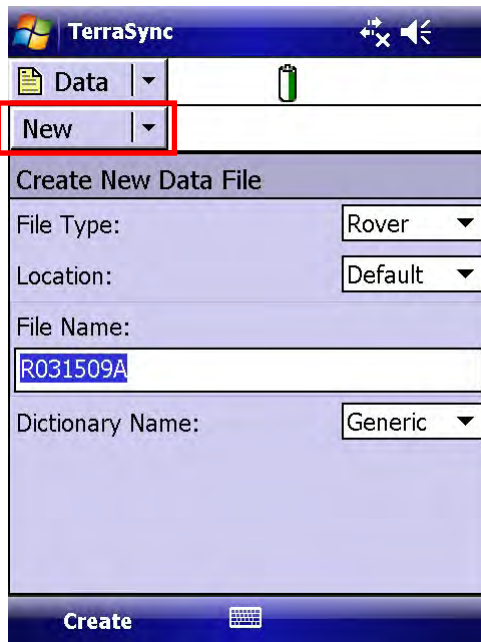 TerraSync
Data
New
Create New Data File
File Type: Rover
Location: Default
File Name:
R031509A
Dictionary Name: Generic
Create